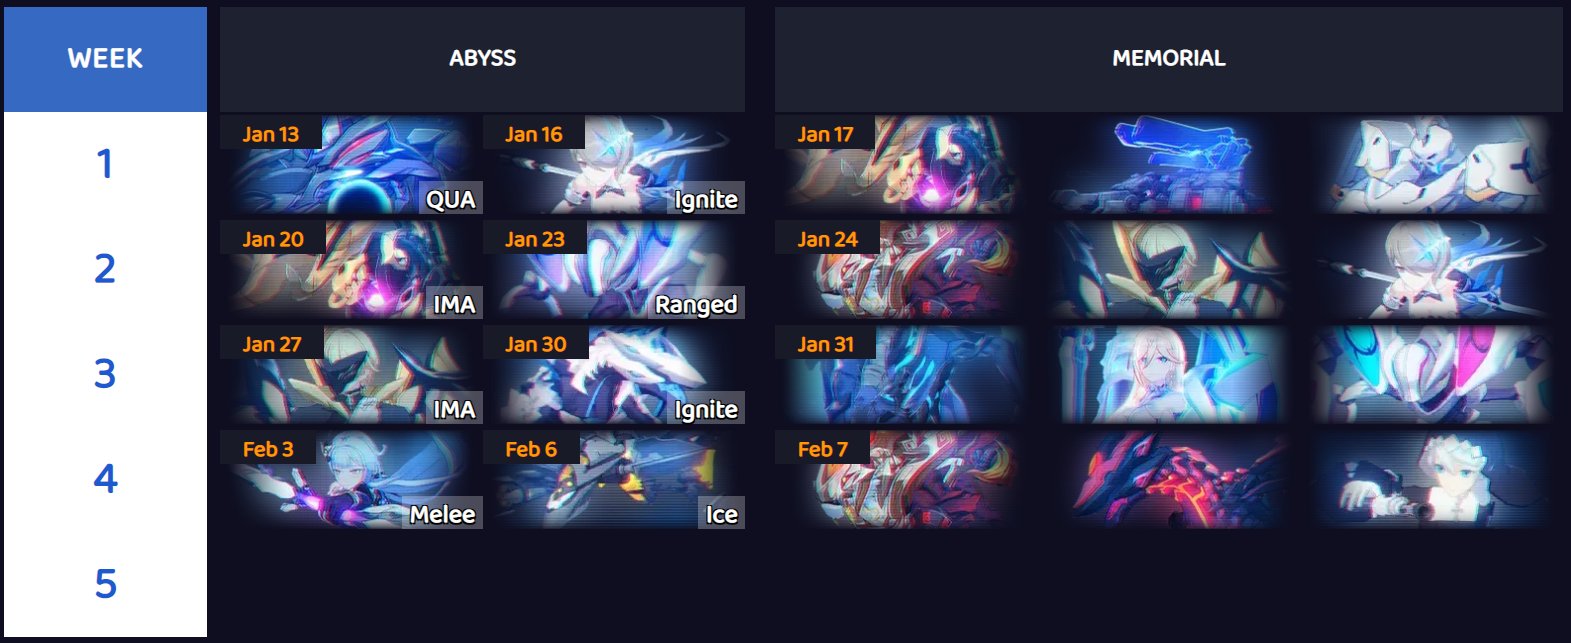 WEEK ABYSS MEMORIAL
1 Jan 13 QUA Jan 16 Ignite Jan 17
2 Jan 20 IMA Jan 23 Ranged Jan 24
3 Jan 27 IMA Jan 30 Ignite Jan 31
4 Feb 3 Melee Feb 6 Ice Feb 7
5